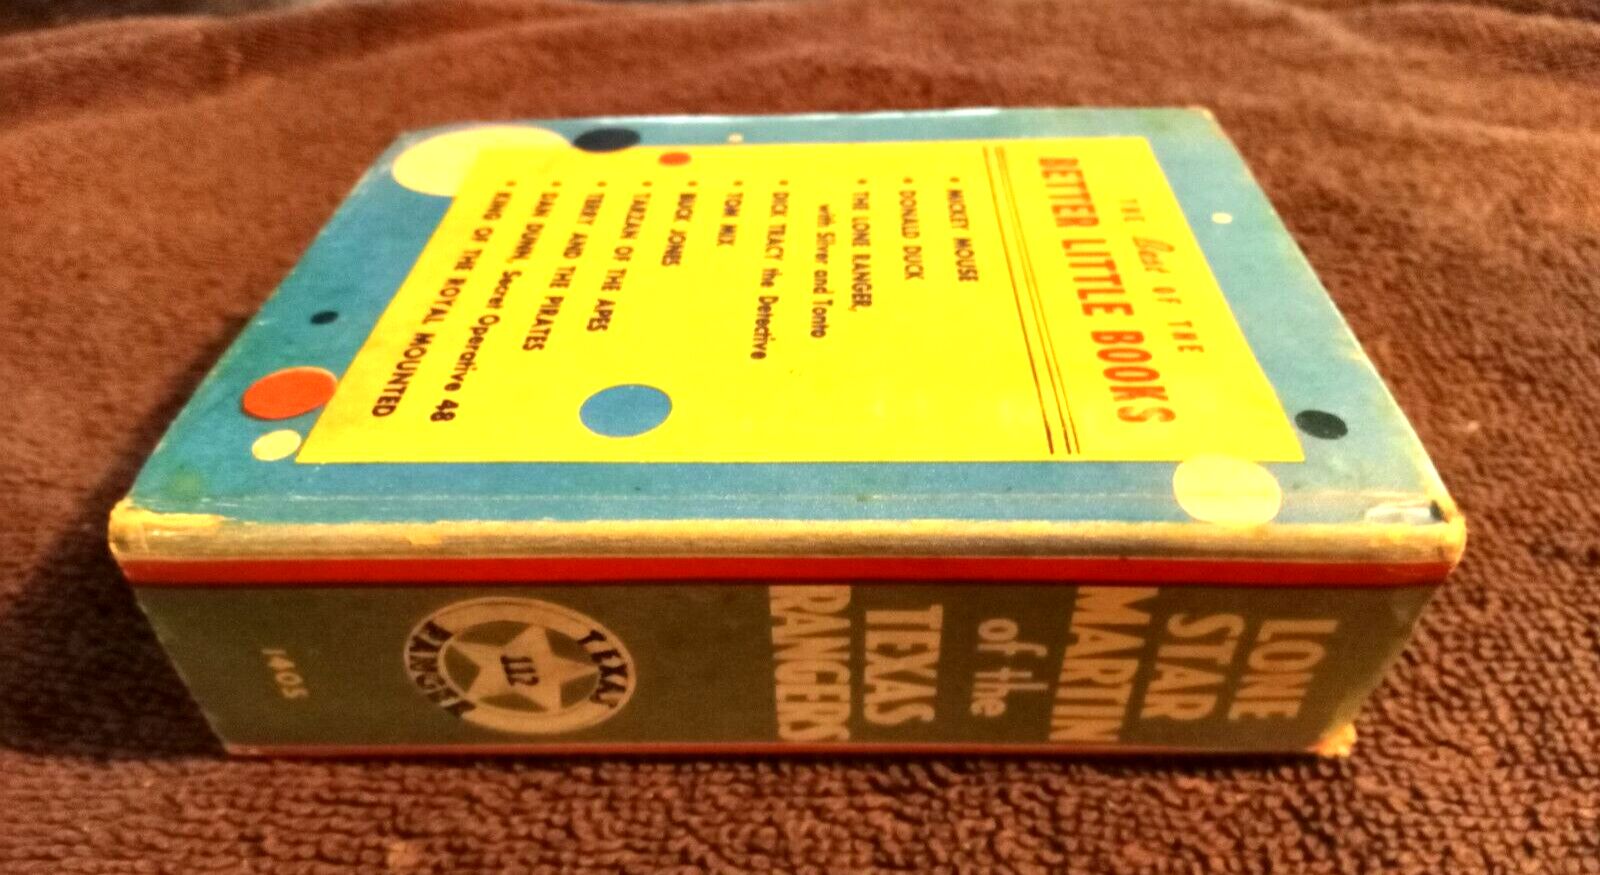 THE Best OF THE
BETTER LITTLE BOOKS
• MICKEY MOUSE
• DONALD DUCK
• THE LONE RANGER,
with Silver and Tonto
• DICK TRACY the Detective
• TOM MIX
• BUCK JONES
• TARZAN OF THE APES
• TERRY AND THE PIRATES
• DAN DUNN, Secret Operative 48
• KING OF THE ROYAL MOUNTED
LONE
STAR
MARTIN
of the
TEXAS
RANGERS
TEXAS
112
RANGER
1405